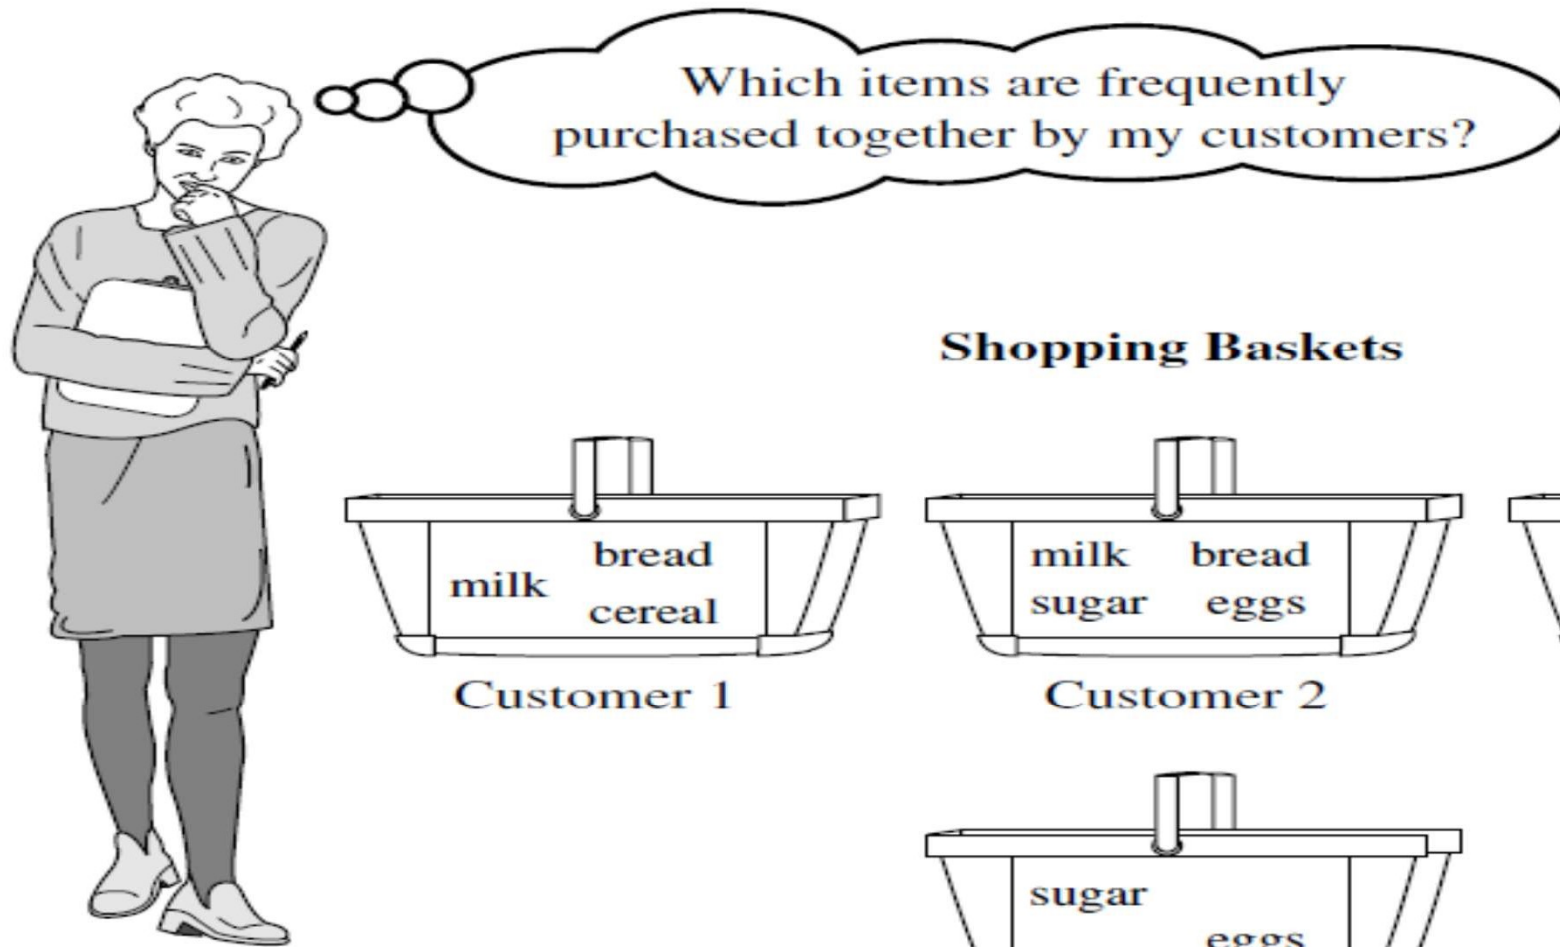 Which items are frequently
purchased together by my customers?
Shopping Baskets
milk
bread
cereal
milk bread
sugar eggs
Customer 1
Customer 2
sugar
eggs